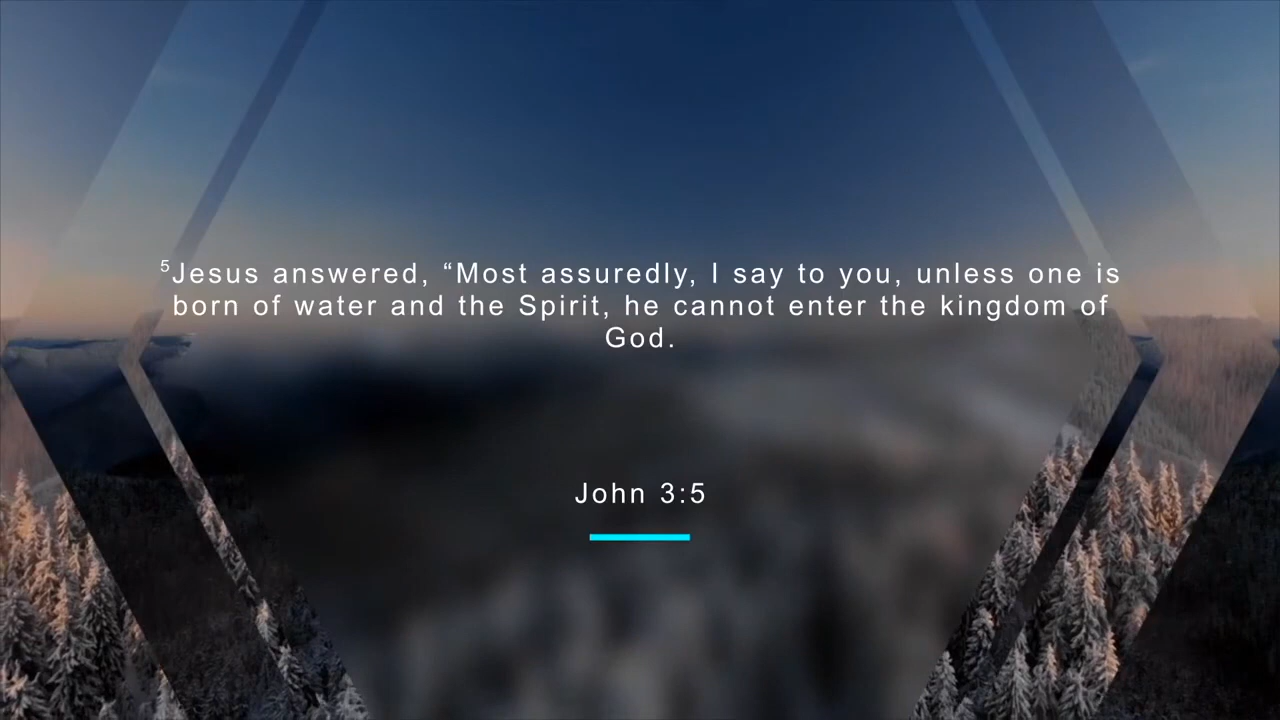 ⁵Jesus answered, “Most assuredly, I say to you, unless one is
born of water and the Spirit, he cannot enter the kingdom of
God.
John 3:5